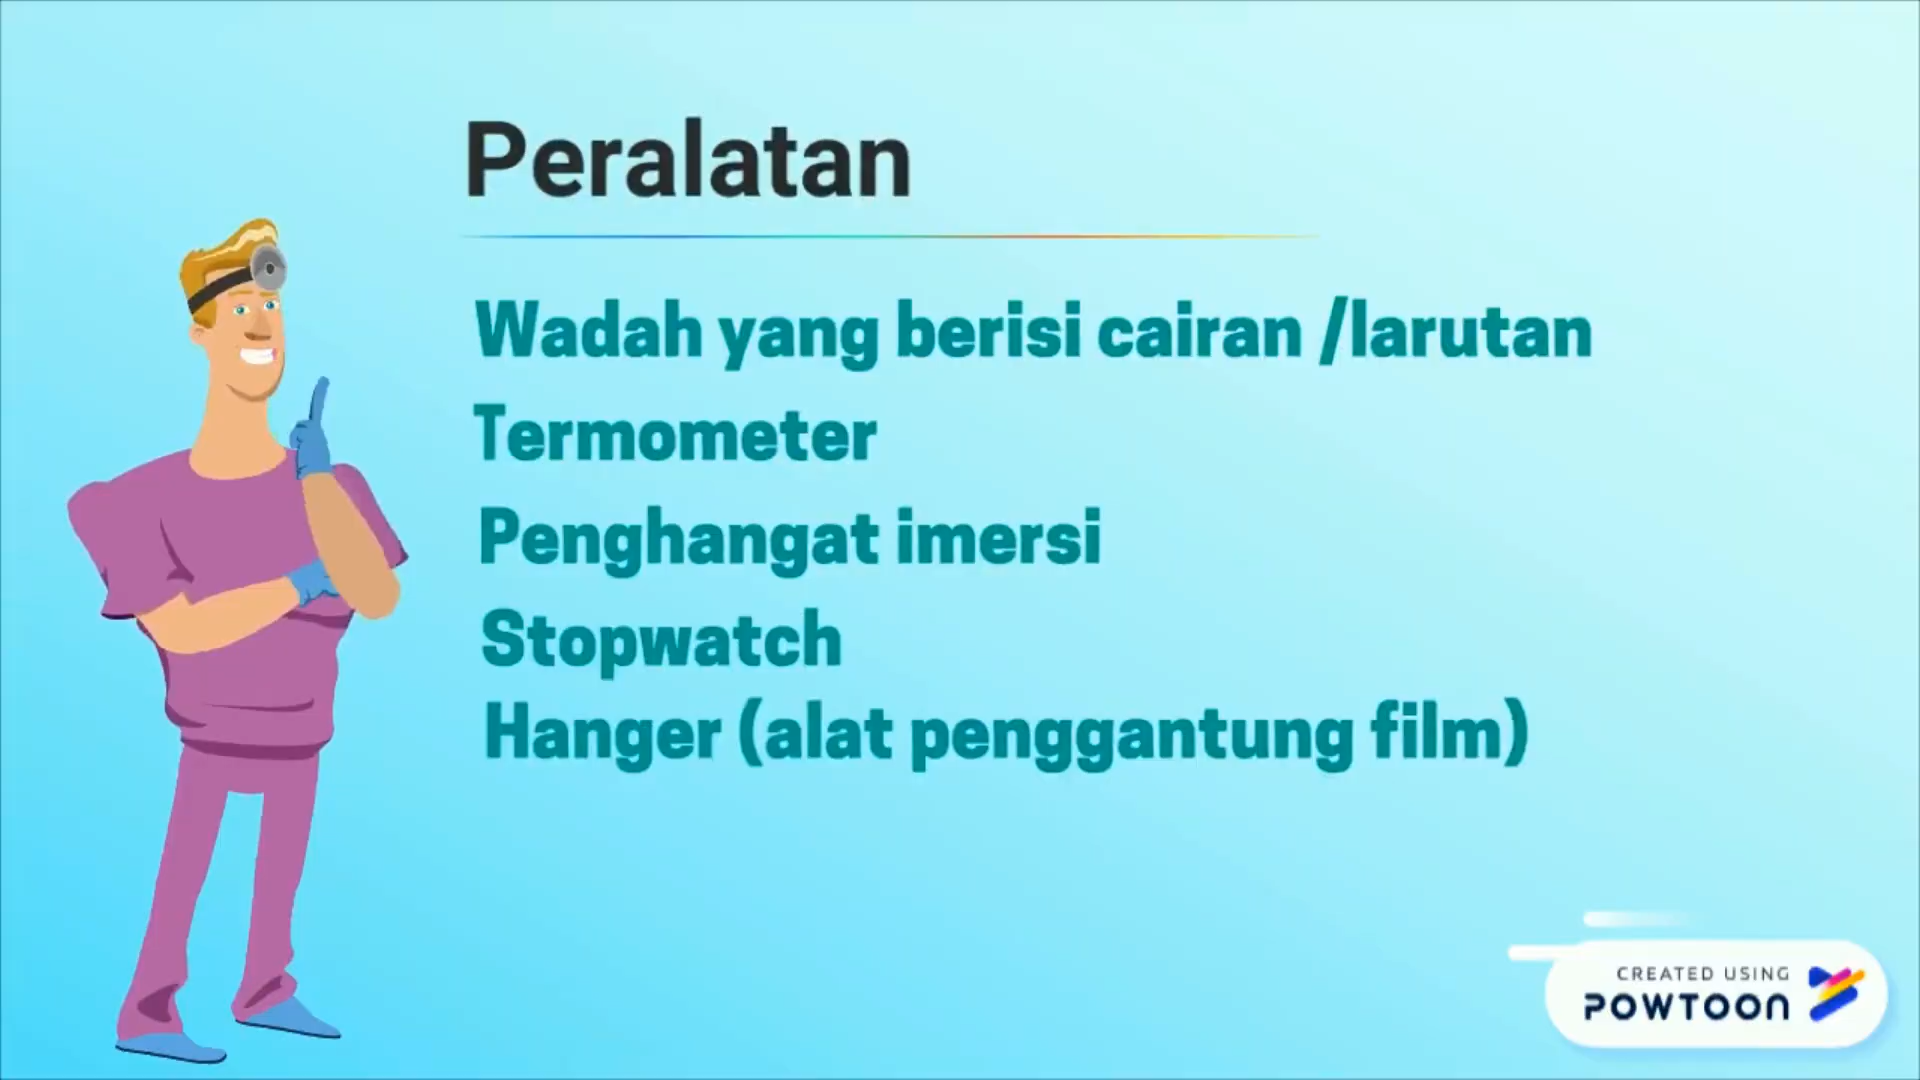 Peralatan
Wadah yang berisi cairan /larutan
Termometer
Penghangat imersi
Stopwatch
Hanger (alat penggantung film)
CREATED USING
POWTOON